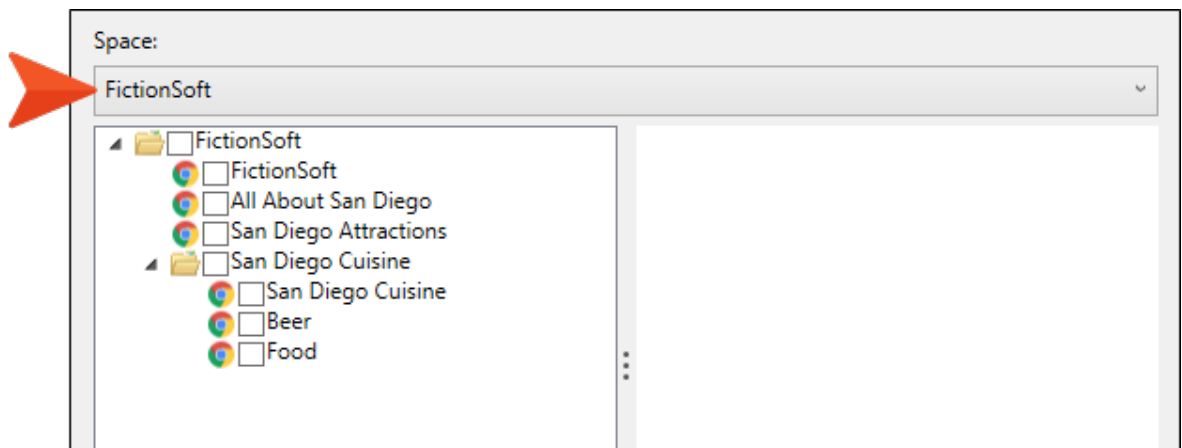 Space:
FictionSoft
FictionSoft
FictionSoft
All About San Diego
San Diego Attractions
San Diego Cuisine
San Diego Cuisine
Beer
Food